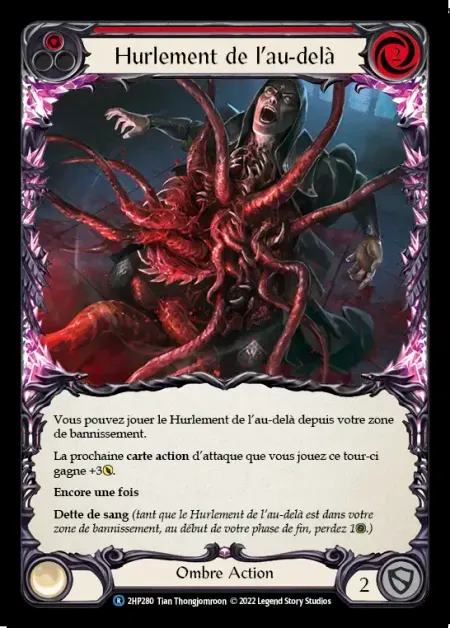 Hurlement de l'au-delà
2
Vous pouvez jouer le Hurlement de l'au-delà depuis votre zone
de bannissement.
La prochaine carte action d'attaque que vous jouez ce tour-ci
gagne +3.
Encore une fois
Dette de sang (tant que le Hurlement de l'au-delà est dans votre
zone de bannissement, au début de votre phase de fin, perdez 1.)
Ombre Action
2
R 2HP280 Tian Thongjomroon © 2022 Legend Story Studios